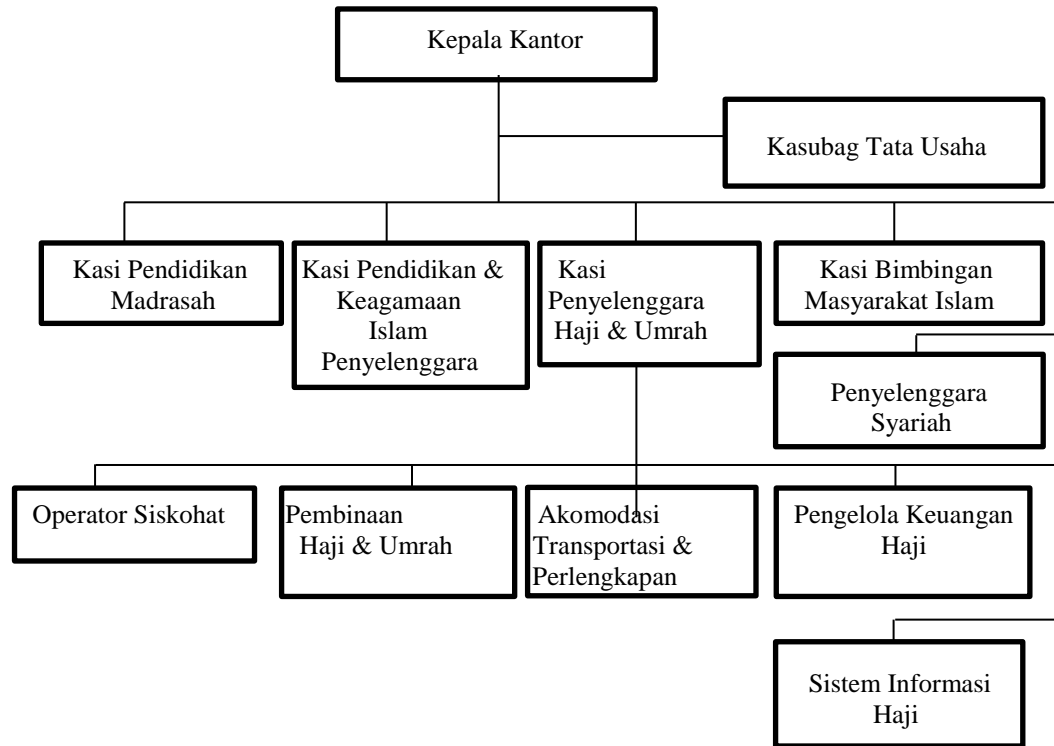 Kepala Kantor
Kasubag Tata Usaha
Kasi Pendidikan
Madrasah
Kasi Pendidikan &
Keagamaan
Islam
Penyelenggara
Kasi
Penyelenggara
Haji & Umrah
Kasi Bimbingan
Masyarakat Islam
Penyelenggara
Syariah
Operator Siskohat
Pembinaan
Haji & Umrah
Akomodasi
Transportasi &
Perlengkapan
Pengelola Keuangan
Haji
Sistem Informasi
Haji